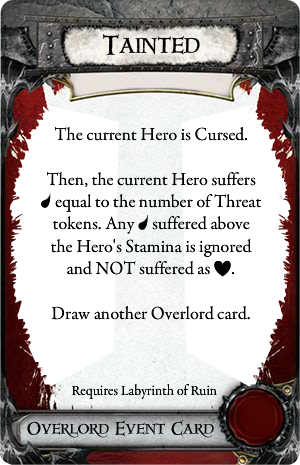 Tainted
The current Hero is Cursed.
Then, the current Hero suffers
equal to the number of Threat
tokens. Any suffered above
the Hero's Stamina is ignored
and NOT suffered as .
Draw another Overlord card.
Requires Labyrinth of Ruin
Overlord Event Card